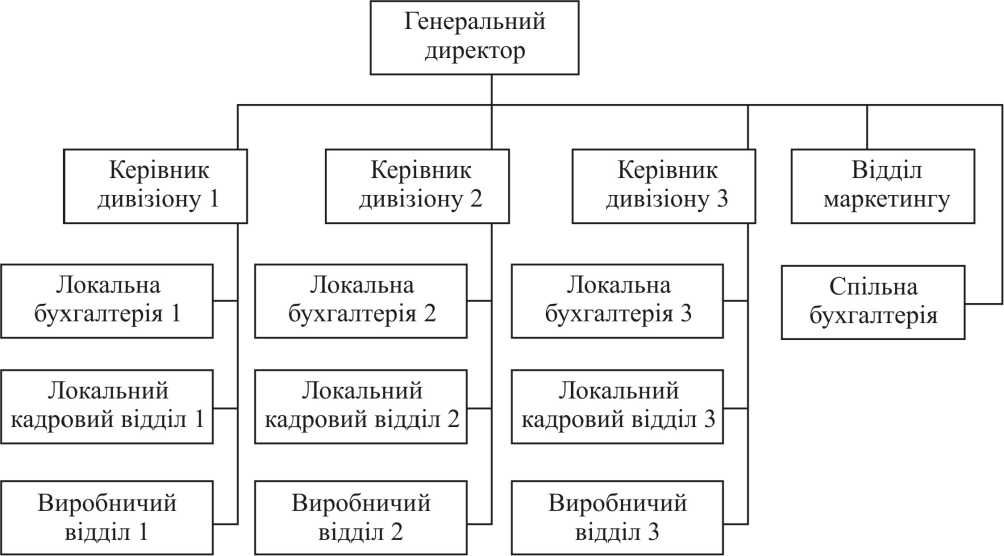 Генеральний
директор
Керівник
дивізіону 1
Керівник
дивізіону 2
Керівник
дивізіону 3
Відділ
маркетингу
Локальна
бухгалтерія 1
Локальна
бухгалтерія 2
Локальна
бухгалтерія 3
Спільна
бухгалтерія
Локальний
кадровий відділ 1
Локальний
кадровий відділ 2
Локальний
кадровий відділ 3
Виробничий
відділ 1
Виробничий
відділ 2
Виробничий
відділ 3